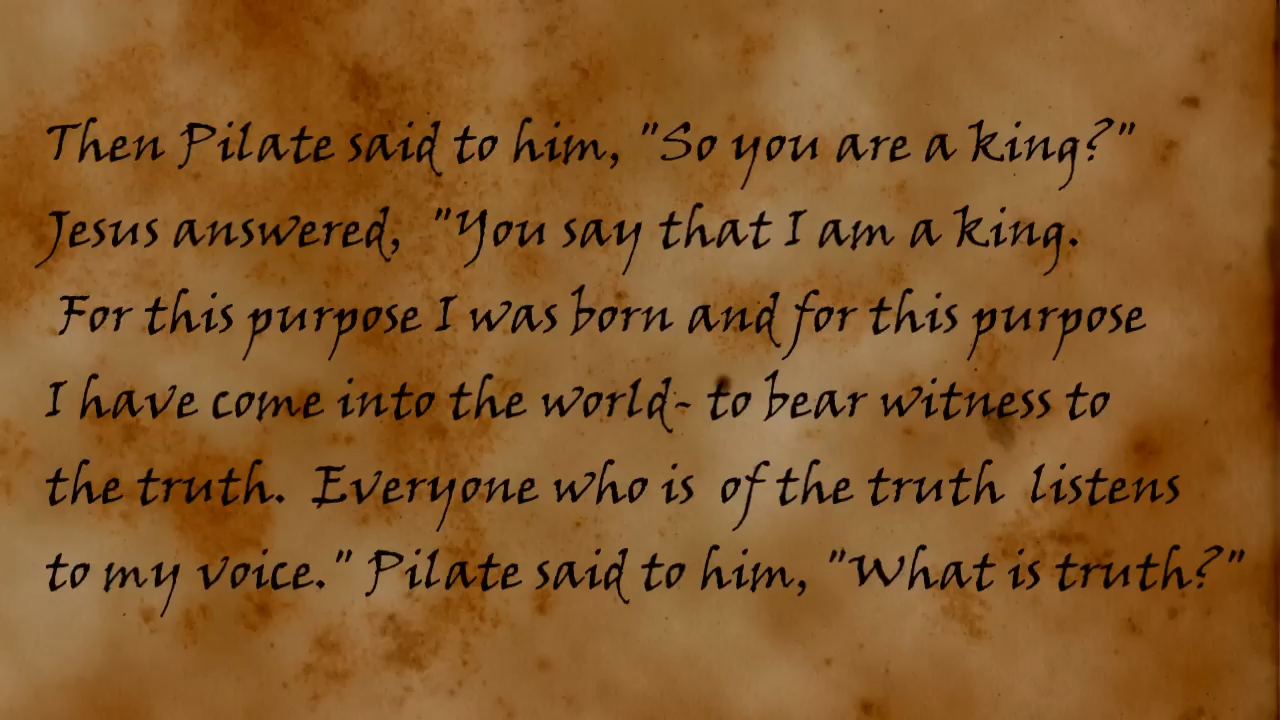 Then Pilate said to him, "So you are a king?"
Jesus answered, "You say that I am a king.
For this purpose I was born and for this purpose
I have come into the world- to bear witness to
the truth. Everyone who is of the truth listens
to my voice." Pilate said to him, "What is truth?"